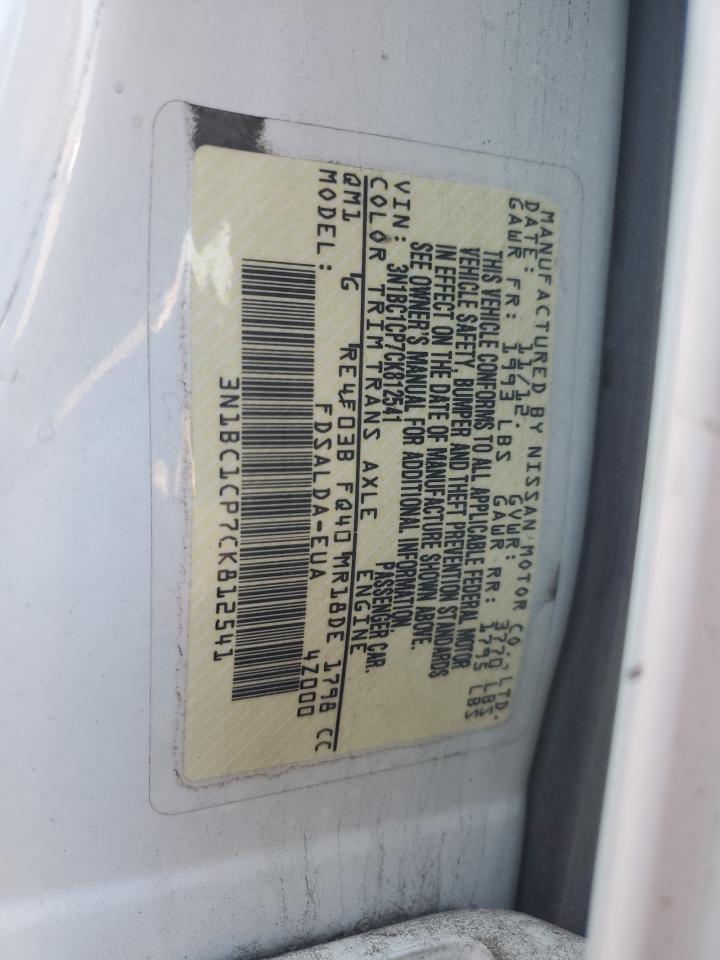 MANUFACTURED BY NISSAN MOTOR CO., LTD.
DATE: 11/12. GVWR: 3770 LBS.
GAWR FR: 1993 LBS GAWR RR: 1795 LBS
THIS VEHICLE CONFORMS TO ALL APPLICABLE FEDERAL MOTOR
VEHICLE SAFETY, BUMPER AND THEFT PREVENTION STANDARDS
IN EFFECT ON THE DATE OF MANUFACTURE SHOWN ABOVE.
SEE OWNER'S MANUAL FOR ADDITIONAL INFORMATION.
VIN: 3N1BC1CP7CK812541 PASSENGER CAR.
COLOR TRIM TRANS AXLE ENGINE
QM1 G RE4F03B FQ40 MR18DE 1798 CC
MODEL: FDSALDA-EUA 4Z000
3N1BC1CP7CK812541